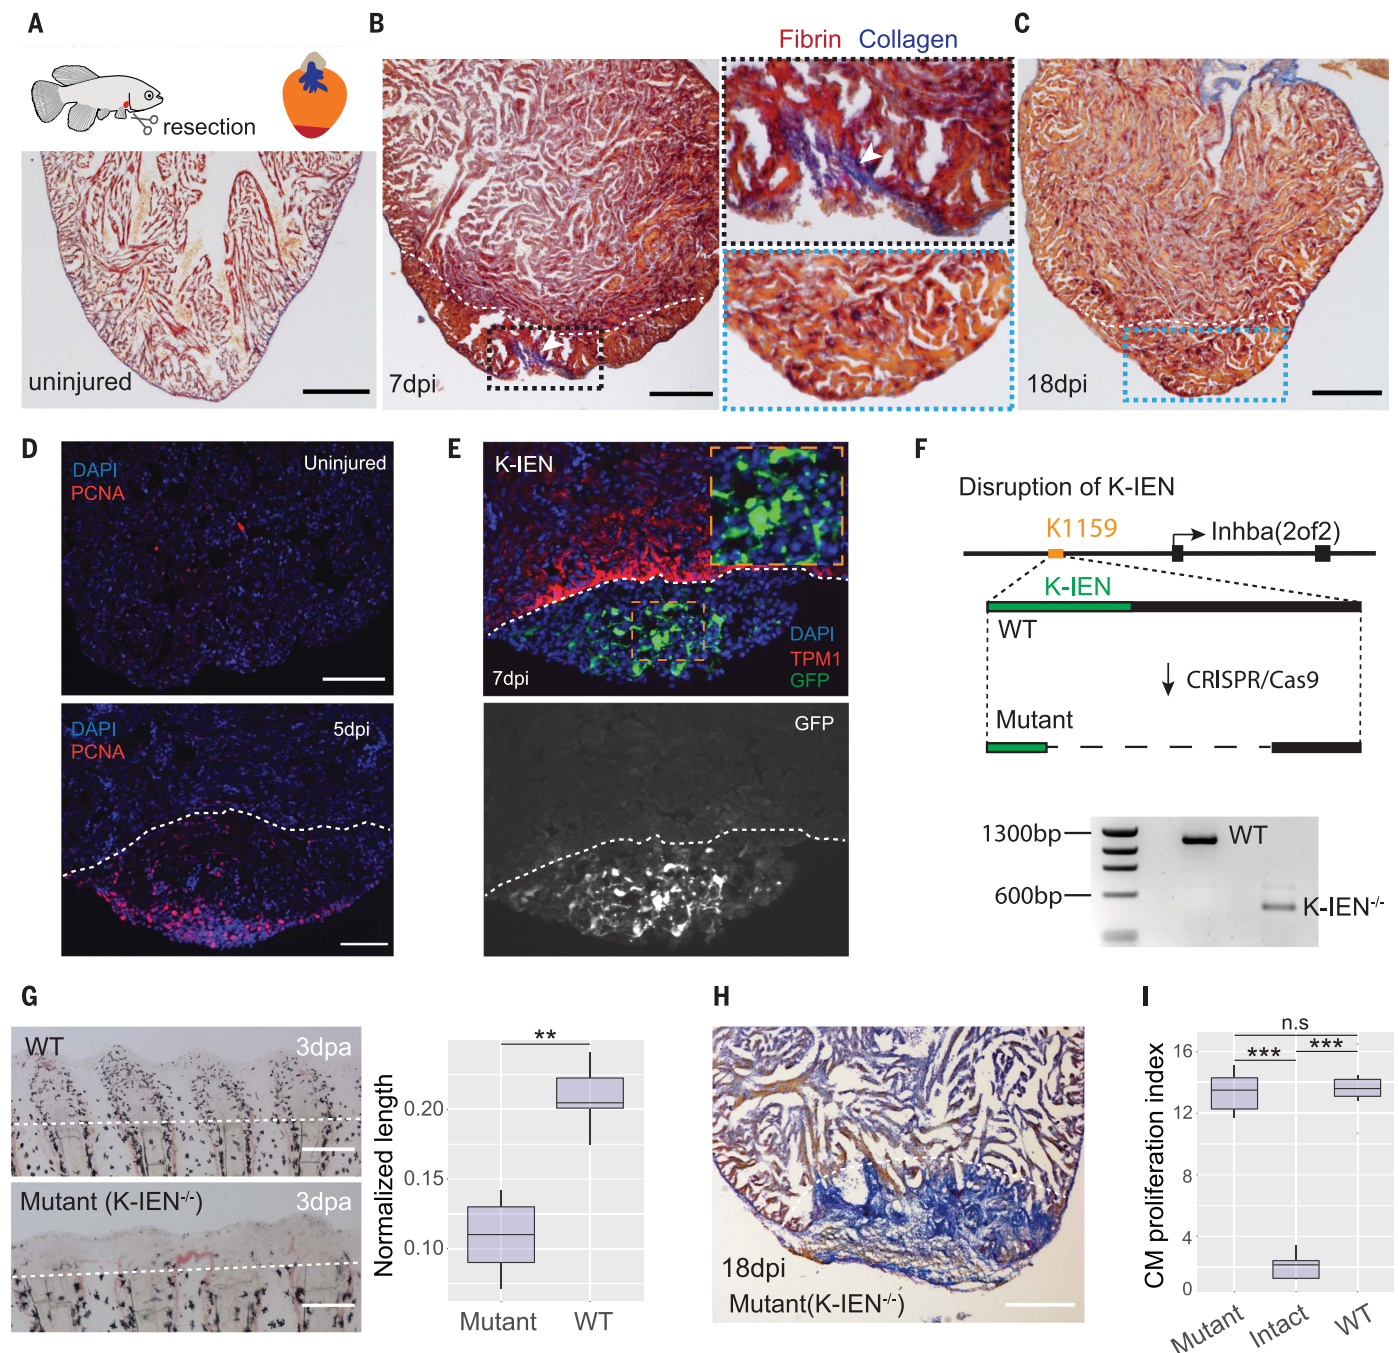 A
resection
uninjured
B
7dpi
Fibrin Collagen
C
18dpi
D
DAPI
PCNA
Uninjured
DAPI
PCNA
5dpi
E
K-IEN
7dpi
DAPI
TPM1
GFP
GFP
F
Disruption of K-IEN
K1159
Inhba(2of2)
K-IEN
WT
CRISPR/Cas9
Mutant
1300bp
WT
600bp
K-IEN-/-
G
WT
3dpa
Mutant (K-IEN-/-)
3dpa
Normalized length
**
0.20
0.15
0.10
Mutant
WT
H
18dpi
Mutant(K-IEN-/-)
I
CM proliferation index
n.s
*** ***
16
12
8
4
0
Mutant
Intact
WT